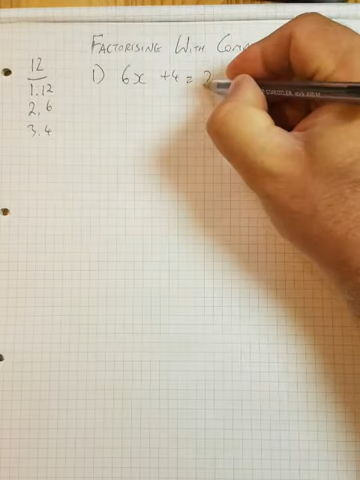 FACTORISING WITH
12
1.12
2.6
3.4
1) 6x + 4 = 2